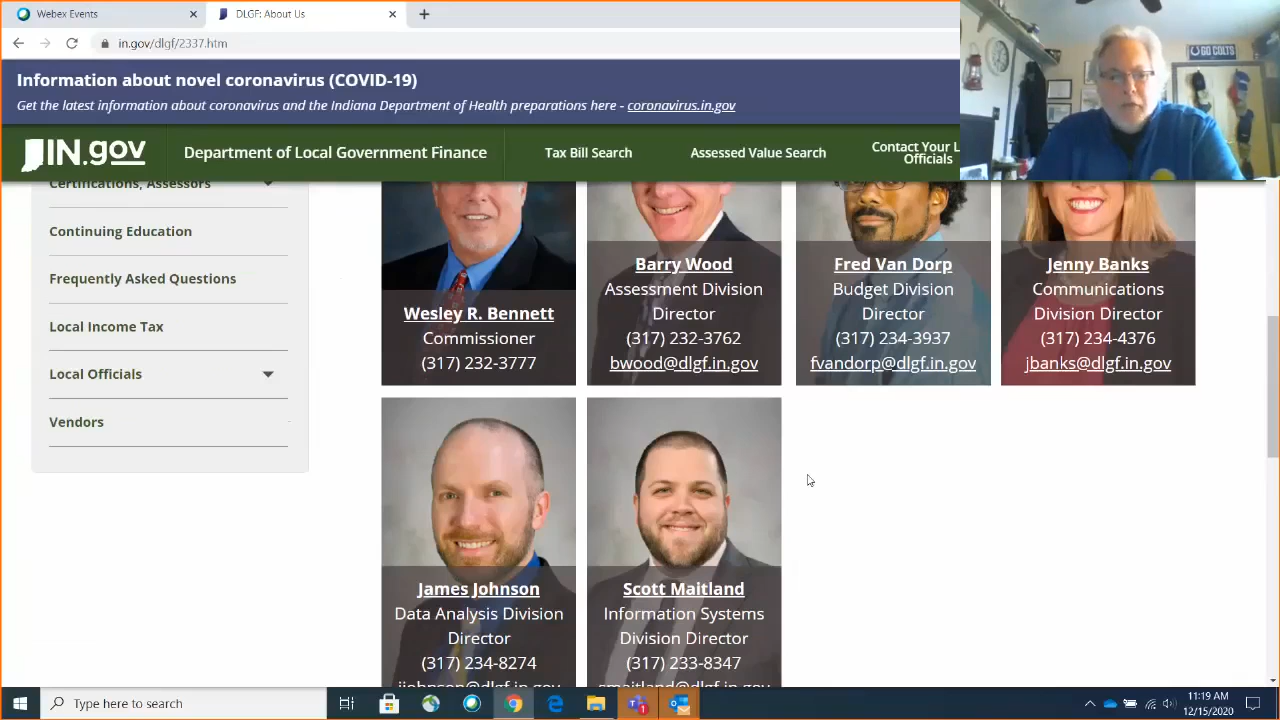 Webex Events
DLGF: About Us
in.gov/dlgf/2337.htm
Information about novel coronavirus (COVID-19)
Get the latest information about coronavirus and the Indiana Department of Health preparations here - coronavirus.in.gov
IN.gov
Department of Local Government Finance
Tax Bill Search
Assessed Value Search
Contact Your L
Officials
GO COLTS
Certifications, Assessors
Continuing Education
Frequently Asked Questions
Local Income Tax
Local Officials
Vendors
Wesley R. Bennett
Commissioner
(317) 232-3777
Barry Wood
Assessment Division
Director
(317) 232-3762
bwood@dlgf.in.gov
Fred Van Dorp
Budget Division
Director
(317) 234-3937
fvandorp@dlgf.in.gov
Jenny Banks
Communications
Division Director
(317) 234-4376
jbanks@dlgf.in.gov
James Johnson
Data Analysis Division
Director
(317) 234-8274
jjohnson@dlgf.in.gov
Scott Maitland
Information Systems
Division Director
(317) 233-8347
smaitland@dlgf.in.gov
Type here to search
11:19 AM
12/15/2020